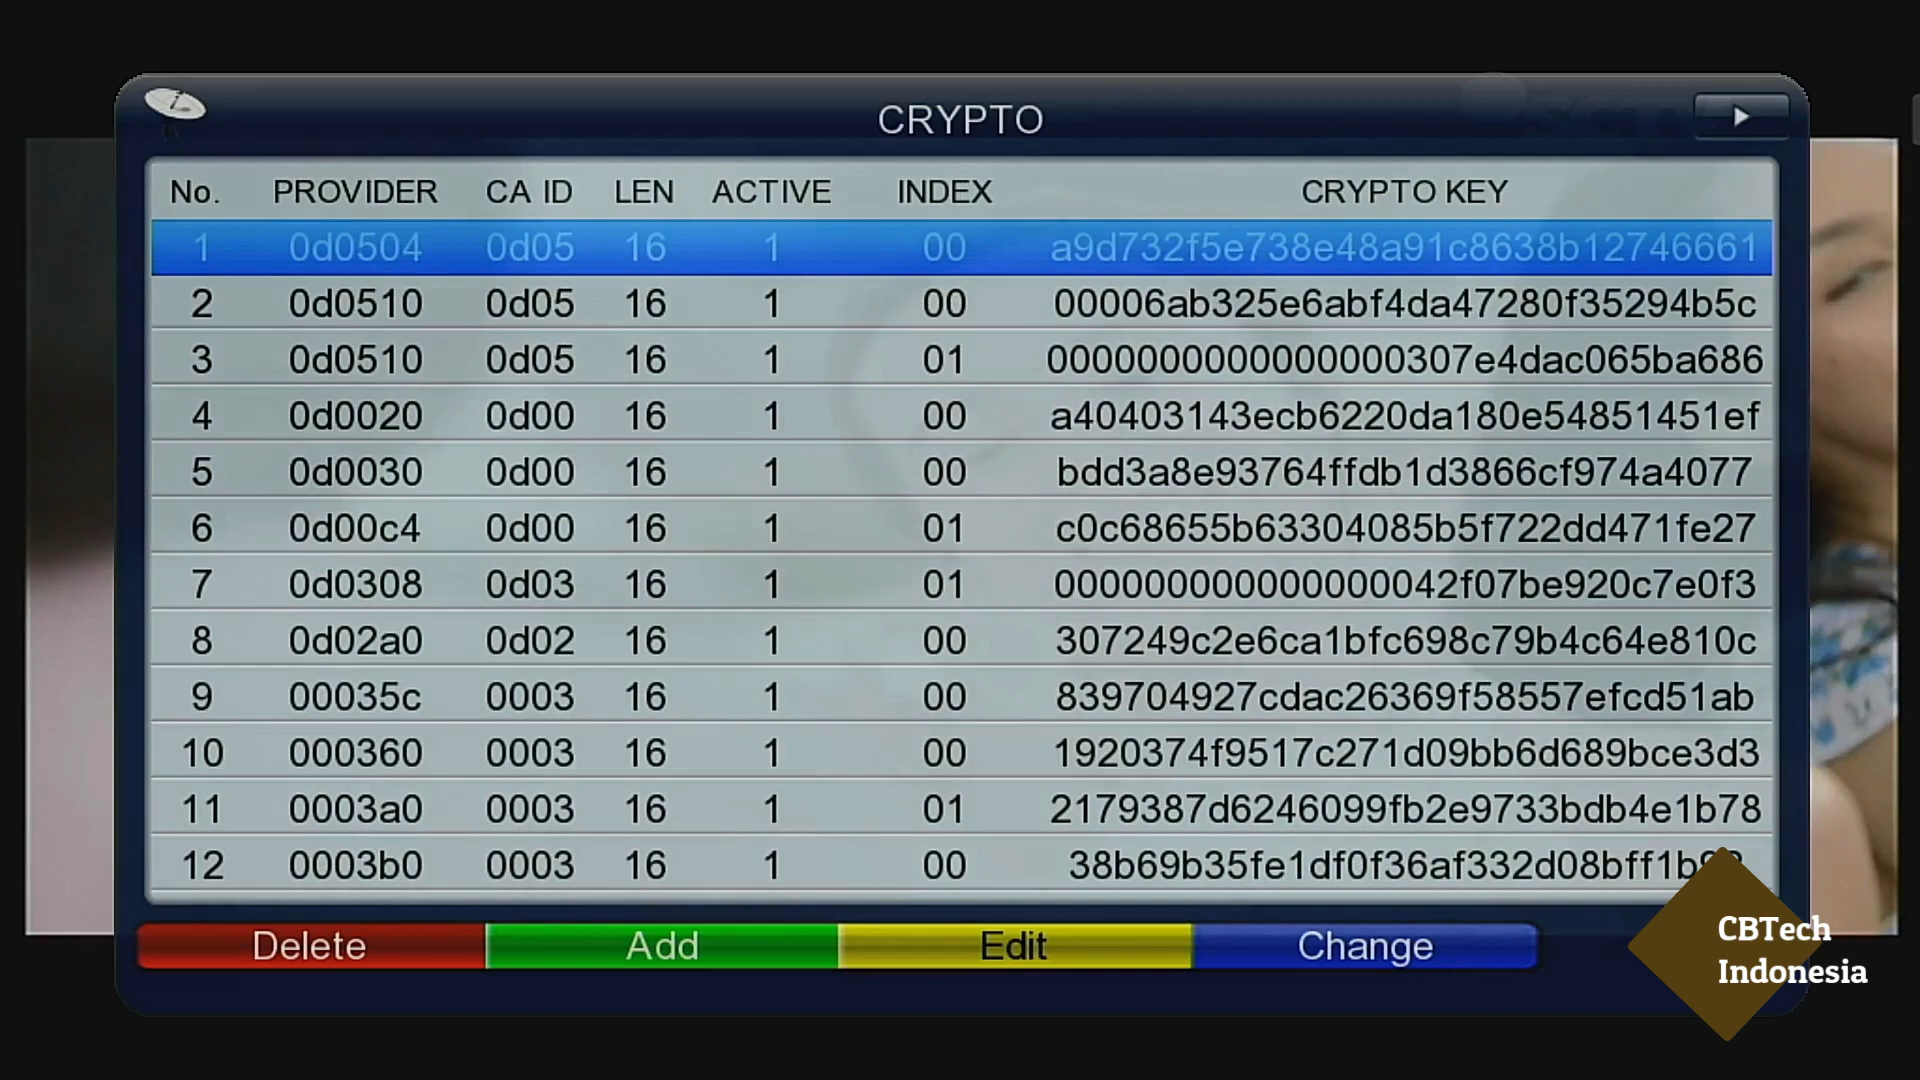 CRYPTO
No. PROVIDER CA ID LEN ACTIVE INDEX CRYPTO KEY
1 0d0504 0d05 16 1 00 a9d732f5e738e48a91c8638b12746661
2 0d0510 0d05 16 1 00 00006ab325e6abf4da47280f35294b5c
3 0d0510 0d05 16 1 01 0000000000000000307e4dac065ba686
4 0d0020 0d00 16 1 00 a40403143ecb6220da180e54851451ef
5 0d0030 0d00 16 1 00 bdd3a8e93764ffdb1d3866cf974a4077
6 0d00c4 0d00 16 1 01 c0c68655b63304085b5f722dd471fe27
7 0d0308 0d03 16 1 01 000000000000000042f07be920c7e0f3
8 0d02a0 0d02 16 1 00 307249c2e6ca1bfc698c79b4c64e810c
9 00035c 0003 16 1 00 839704927cdac26369f58557efcd51ab
10 000360 0003 16 1 00 1920374f9517c271d09bb6d689bce3d3
11 0003a0 0003 16 1 01 2179387d6246099fb2e9733bdb4e1b78
12 0003b0 0003 16 1 00
Delete Add Edit Change
CBTech
Indonesia